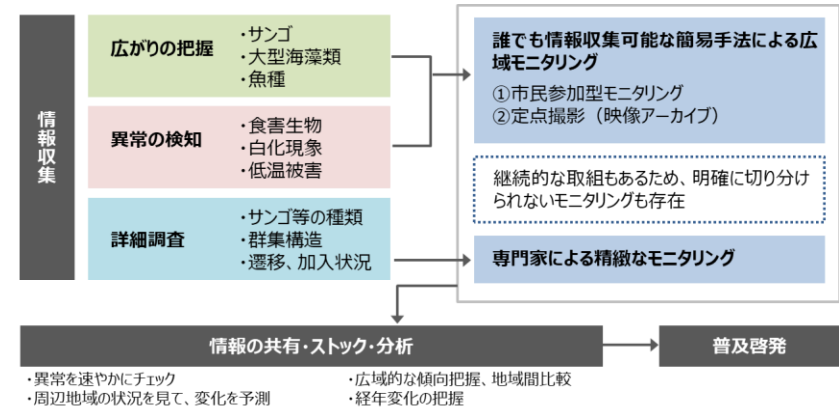 情報収集
広がりの把握
・サンゴ
・大型海藻類
・魚種
異常の検知
・食害生物
・白化現象
・低温被害
詳細調査
・サンゴ等の種類
・群集構造
・遷移、加入状況
誰でも情報収集可能な簡易手法による広
域モニタリング
①市民参加型モニタリング
②定点撮影（映像アーカイブ）
継続的な取組もあるため、明確に切り分け
られないモニタリングも存在
専門家による精緻なモニタリング
情報の共有・ストック・分析
普及啓発
・異常を速やかにチェック
・周辺地域の状況を見て、変化を予測
・広域的な傾向把握、地域間比較
・経年変化の把握